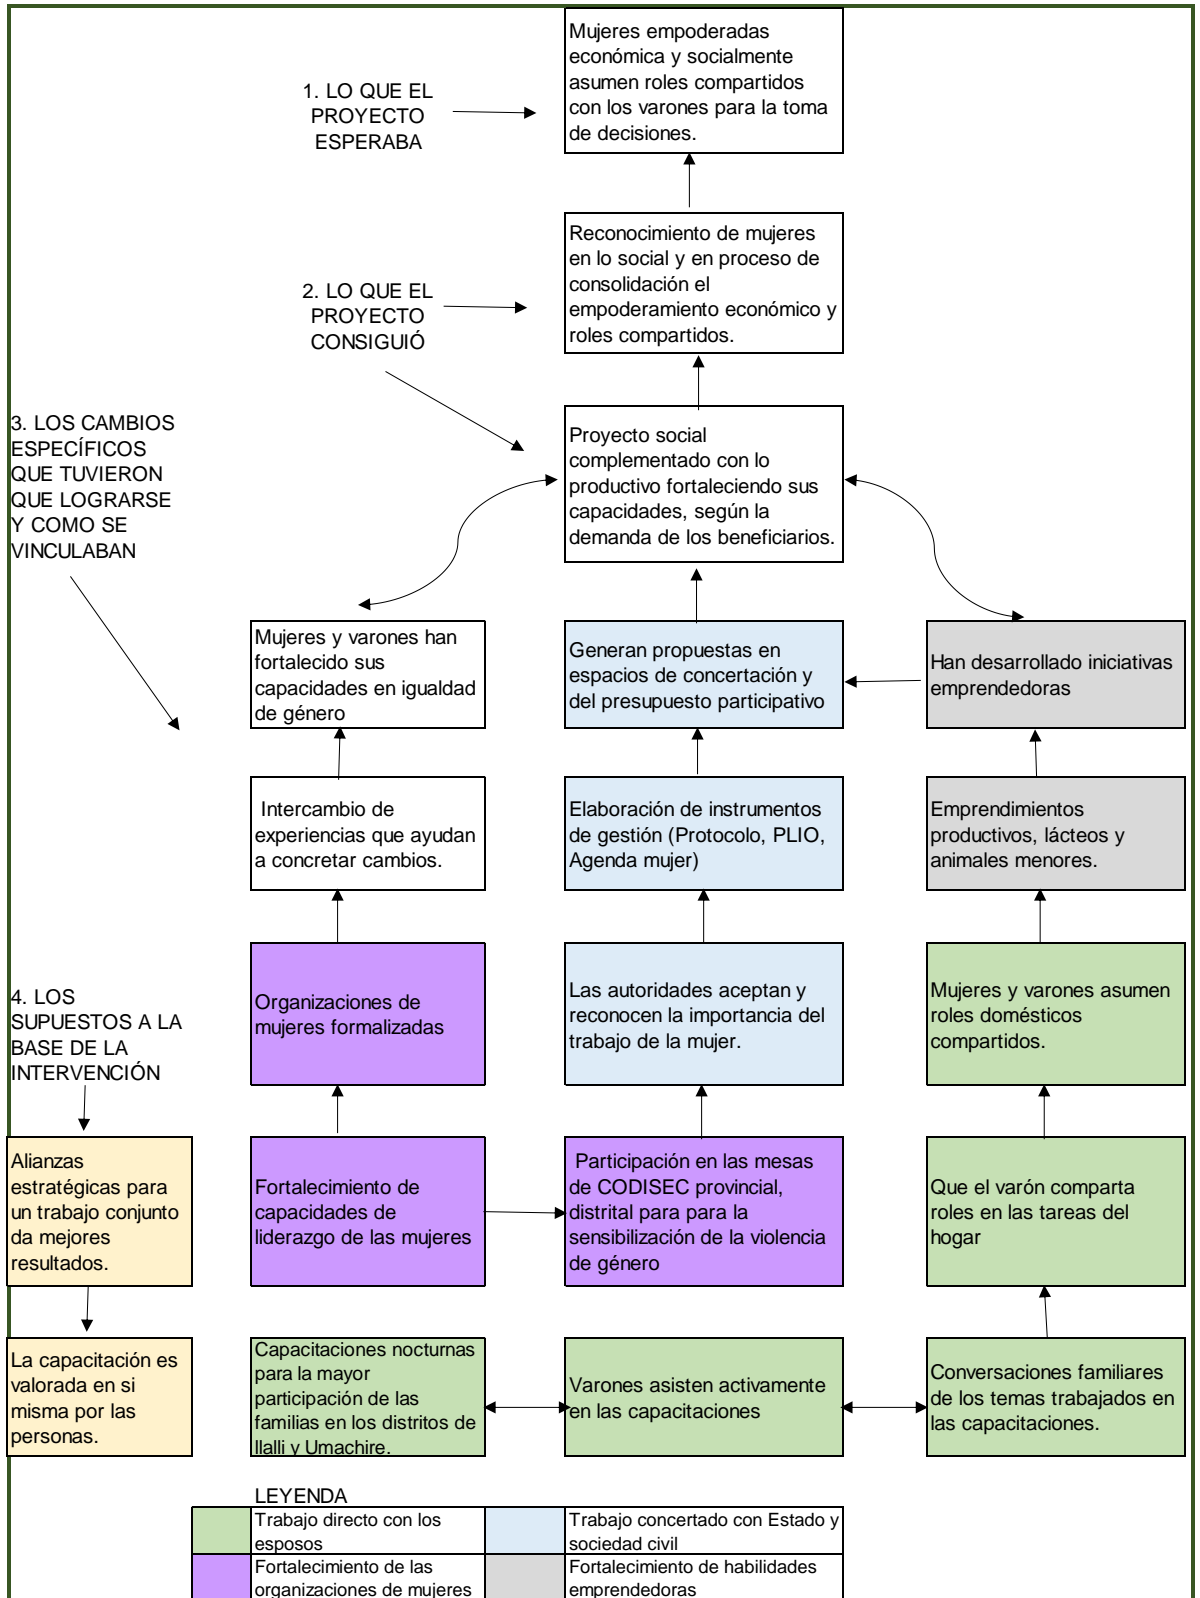 Mujeres empoderadas
económica y socialmente
asumen roles compartidos
con los varones para la toma
de decisiones.
1. LO QUE EL
PROYECTO
ESPERABA
Reconocimiento de mujeres
en lo social y en proceso de
consolidación el
empoderamiento económico y
roles compartidos.
2. LO QUE EL
PROYECTO
CONSIGUIÓ
Proyecto social
complementado con lo
productivo fortaleciendo sus
capacidades, según la
demanda de los beneficiarios.
3. LOS CAMBIOS
ESPECÍFICOS
QUE TUVIERON
QUE LOGRARSE
Y COMO SE
VINCULABAN
Mujeres y varones han
fortalecido sus
capacidades en igualdad
de género
Generan propuestas en
espacios de concertación y
del presupuesto participativo
Han desarrollado iniciativas
emprendedoras
Intercambio de
experiencias que ayudan
a concretar cambios.
Elaboración de instrumentos
de gestión (Protocolo, PLIO,
Agenda mujer)
Emprendimientos
productivos, lácteos y
animales menores.
4. LOS
SUPUESTOS A LA
BASE DE LA
INTERVENCIÓN
Organizaciones de
mujeres formalizadas
Las autoridades aceptan y
reconocen la importancia del
trabajo de la mujer.
Mujeres y varones asumen
roles domésticos
compartidos.
Alianzas
estratégicas para
un trabajo conjunto
da mejores
resultados.
Fortalecimiento de
capacidades de
liderazgo de las mujeres
Participación en las mesas
de CODISEC provincial,
distrital para para la
sensibilización de la violencia
de género
Que el varón comparta
roles en las tareas del
hogar
La capacitación es
valorada en si
misma por las
personas.
Capacitaciones nocturnas
para la mayor
participación de las
familias en los distritos de
llalli y Umachire.
Varones asisten activamente
en las capacitaciones
Conversaciones familiares
de los temas trabajados en
las capacitaciones.
LEYENDA
Trabajo directo con los
esposos
Trabajo concertado con Estado y
sociedad civil
Fortalecimiento de las
organizaciones de mujeres
Fortalecimiento de habilidades
emprendedoras